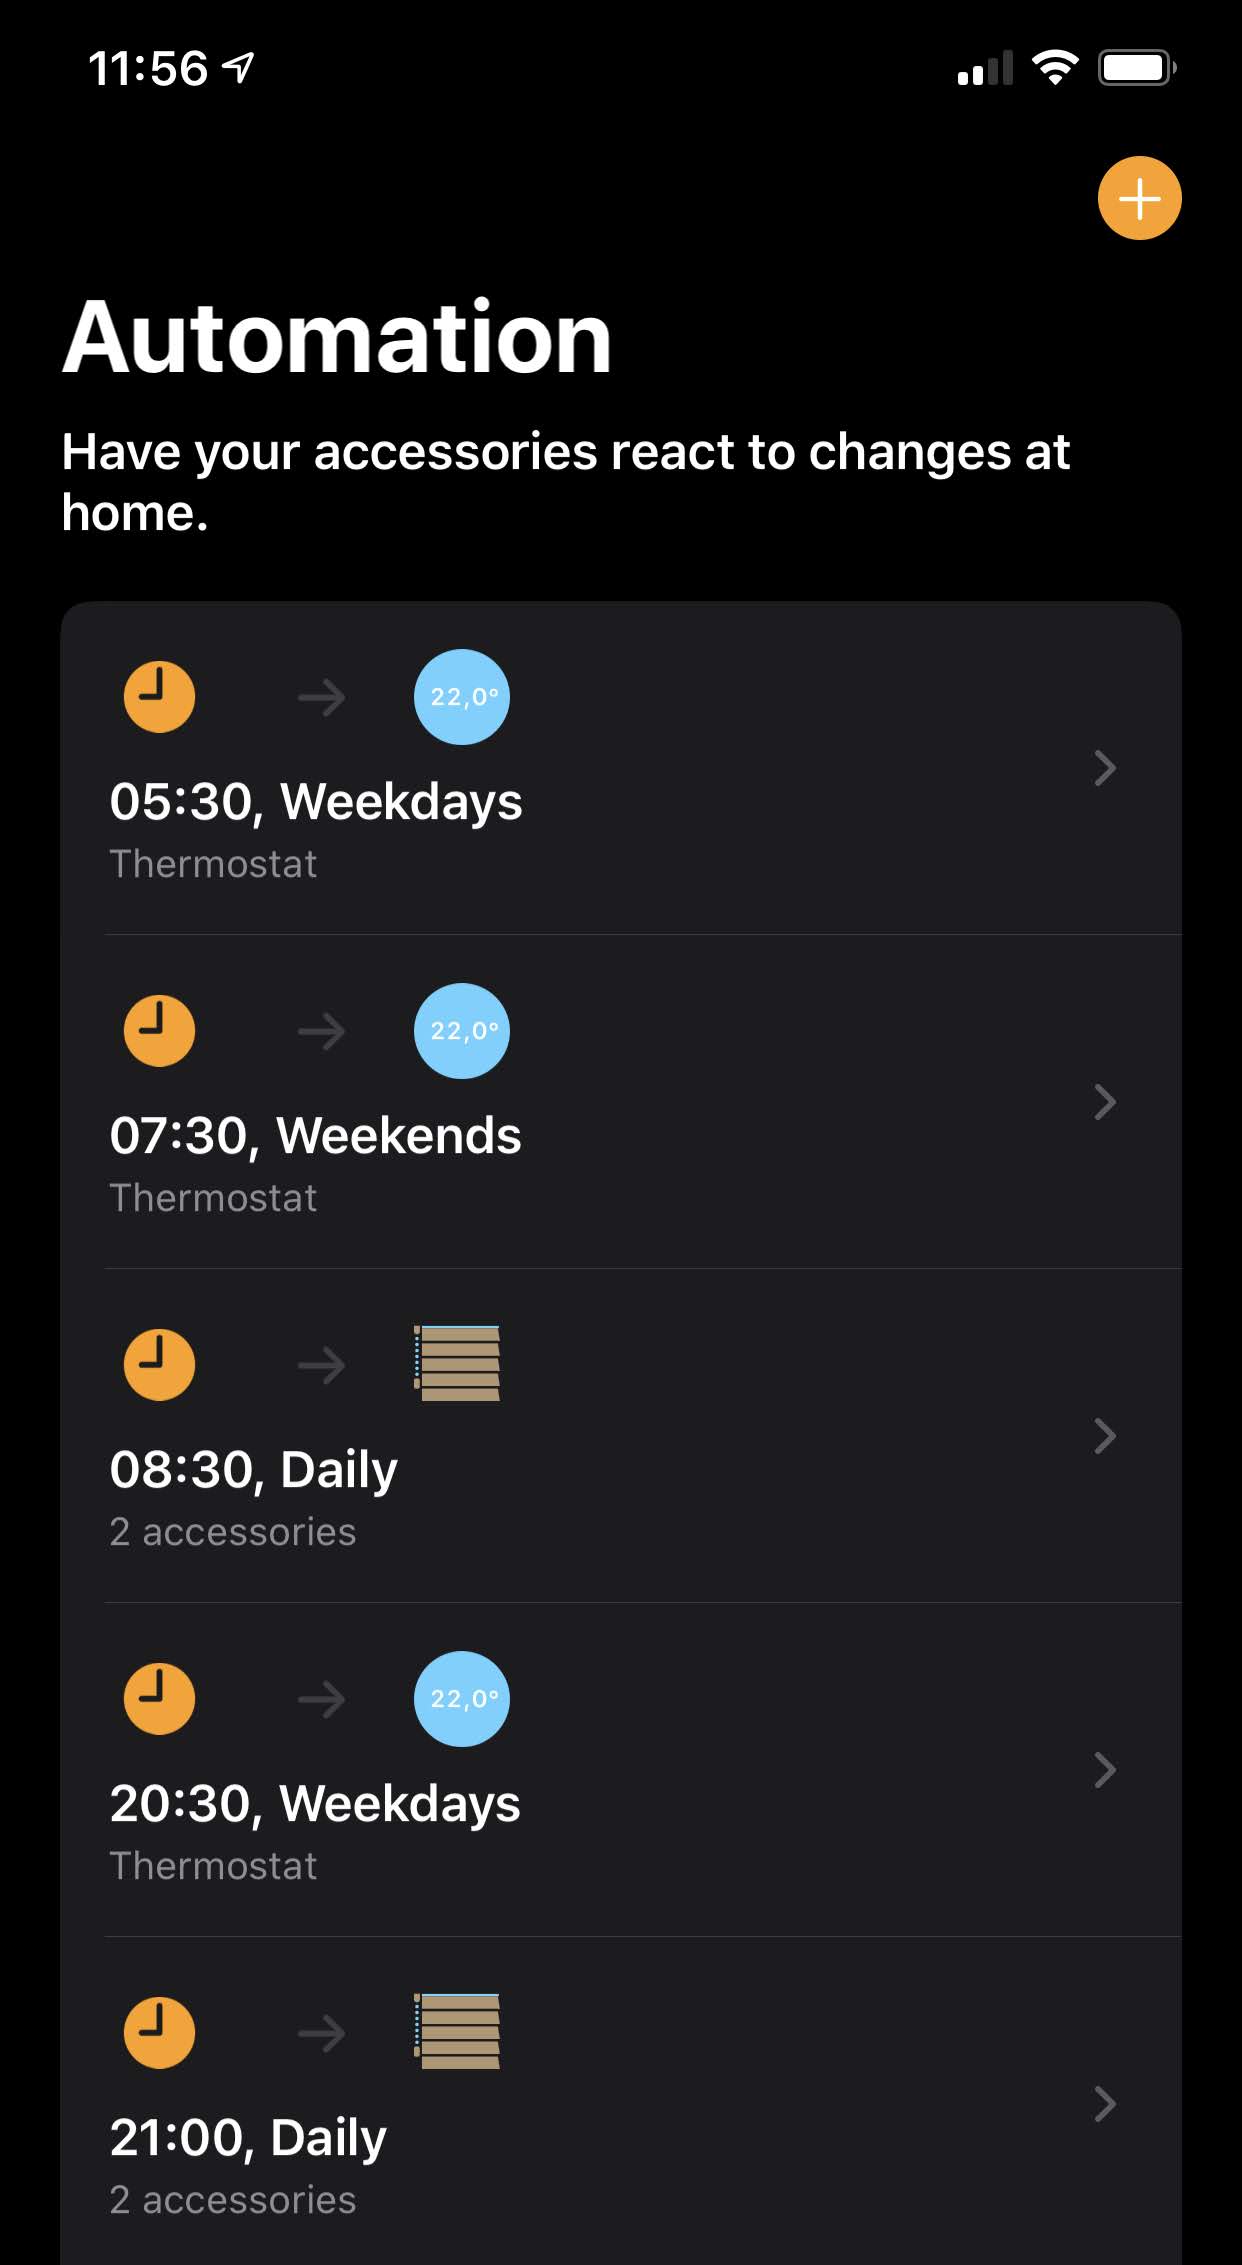 11:56
Automation
Have your accessories react to changes at
home.
22,0°
05:30, Weekdays
Thermostat
22,0°
07:30, Weekends
Thermostat
08:30, Daily
2 accessories
22,0°
20:30, Weekdays
Thermostat
21:00, Daily
2 accessories